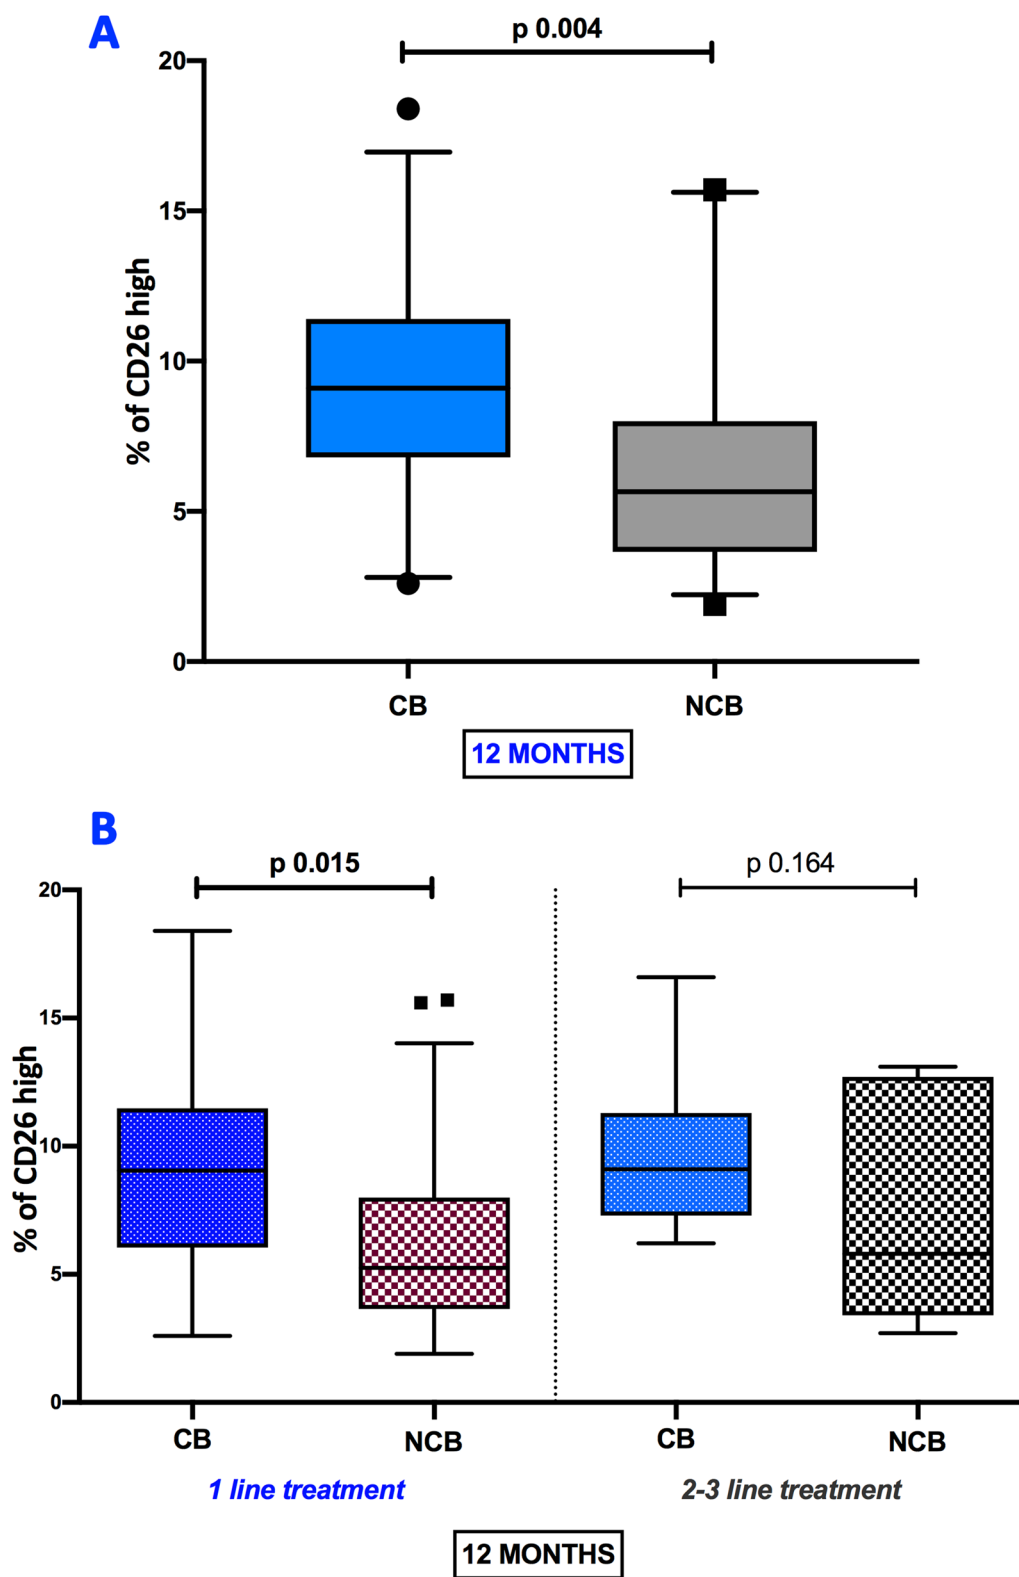 A
p 0.004
20
15
10
5
0
% of CD26 high
CB NCB
12 MONTHS
B
p 0.015 p 0.164
20
15
10
5
0
% of CD26 high
CB NCB CB NCB
1 line treatment 2-3 line treatment
12 MONTHS